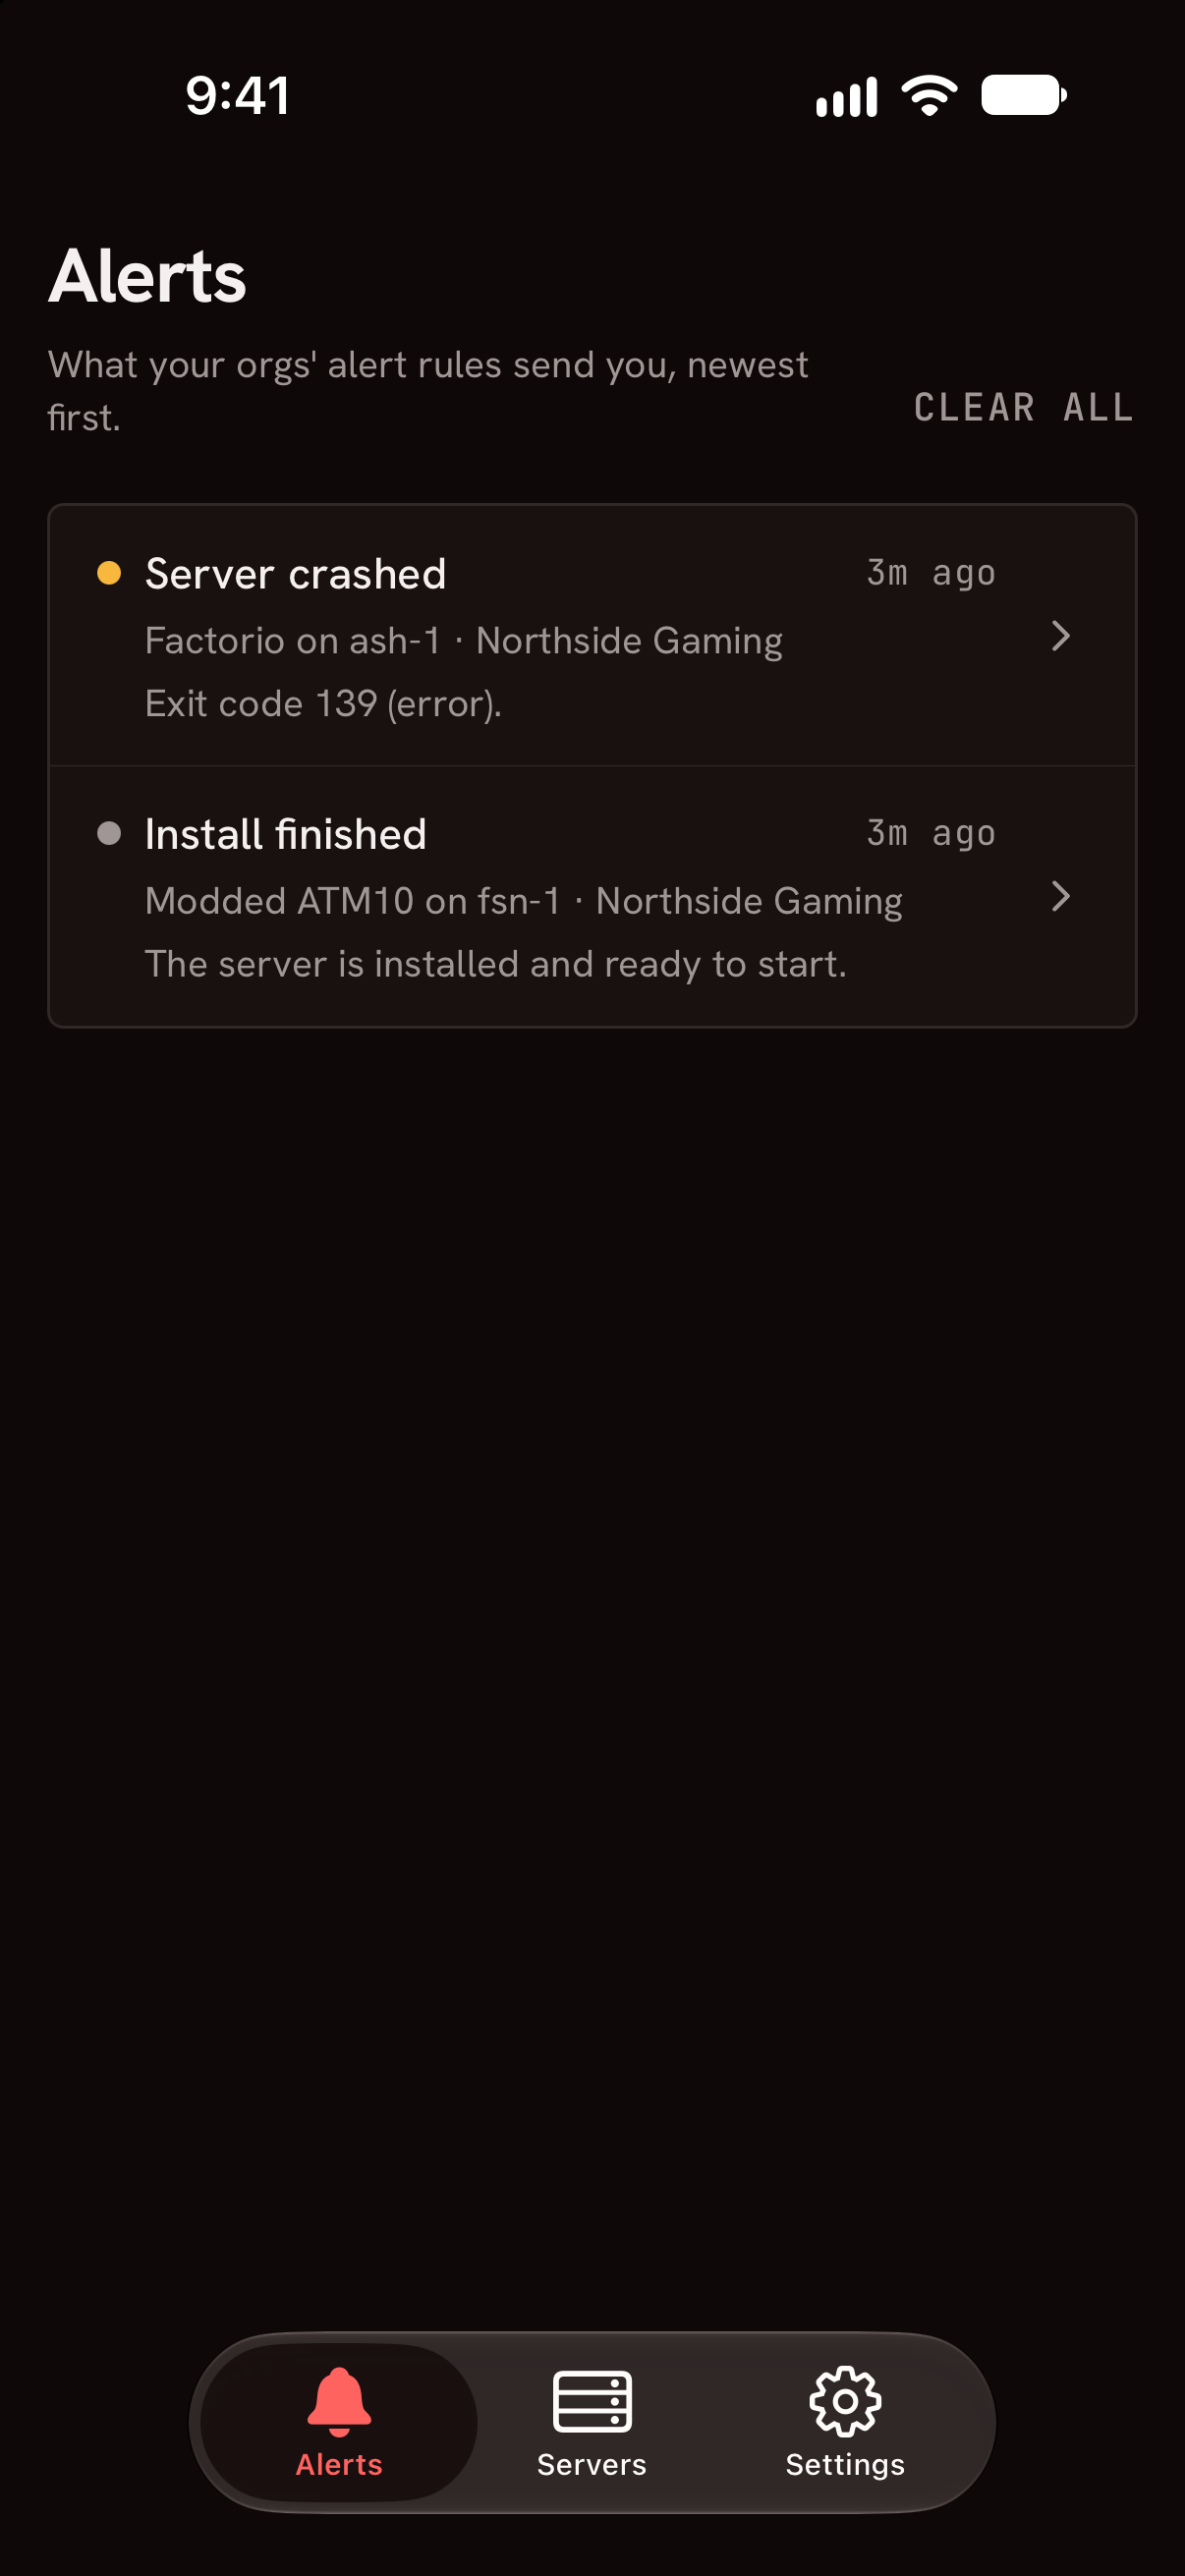 9:41
Alerts
What your orgs' alert rules send you, newest
first.
CLEAR ALL
Server crashed
3m ago
Factorio on ash-1 · Northside Gaming
Exit code 139 (error).
Install finished
3m ago
Modded ATM10 on fsn-1 · Northside Gaming
The server is installed and ready to start.
Alerts
Servers
Settings